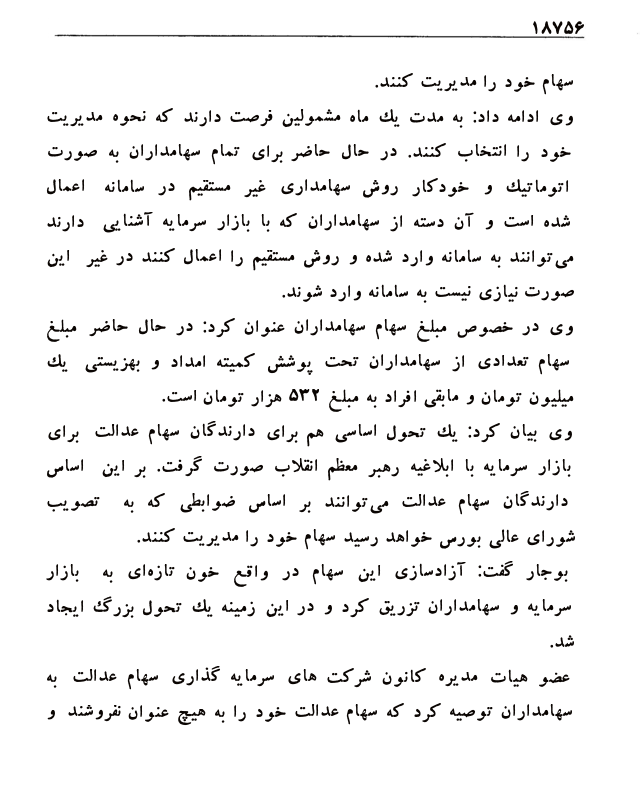 ۱۸۷۵۶
سهام خود را مدیریت کنند.
وی ادامه داد: به مدت یك ماه مشمولین فرصت دارند که نحوه مدیریت
خود را انتخاب کنند. در حال حاضر برای تمام سهامداران به صورت
اتوماتیك و خودکار روش سهامداری غیر مستقیم در سامانه اعمال
شده است و آن دسته از سهامداران که با بازار سرمایه آشنایی دارند
می‌توانند به سامانه وارد شده و روش مستقیم را اعمال کنند در غیر این
صورت نیازی نیست به سامانه وارد شوند.
وی در خصوص مبلغ سهام سهامداران عنوان کرد: در حال حاضر مبلغ
سهام تعدادی از سهامداران تحت پوشش کمیته امداد و بهزیستی یك
میلیون تومان و مابقی افراد به مبلغ ۵۳۲ هزار تومان است.
وی بیان کرد: یك تحول اساسی هم برای دارندگان سهام عدالت برای
بازار سرمایه با ابلاغیه رهبر معظم انقلاب صورت گرفت. بر این اساس
دارندگان سهام عدالت می‌توانند بر اساس ضوابطی که به تصویب
شورای عالی بورس خواهد رسید سهام خود را مدیریت کنند.
بوجار گفت: آزادسازی این سهام در واقع خون تازه‌ای به بازار
سرمایه و سهامداران تزریق کرد و در این زمینه یك تحول بزرگ ایجاد
شد.
عضو هیات مدیره کانون شرکت های سرمایه گذاری سهام عدالت به
سهامداران توصیه کرد که سهام عدالت خود را به هیچ عنوان نفروشند و